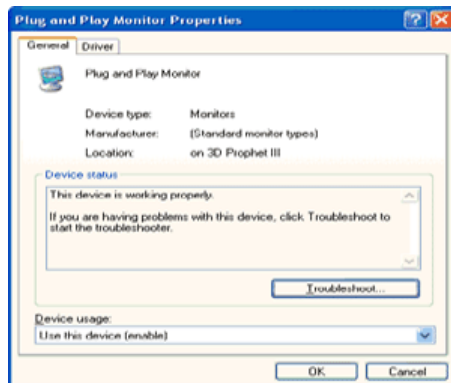 Plug and Play Monitor Properties
General Driver
Plug and Play Monitor
Device type: Monitors
Manufacturer: (Standard monitor types)
Location: on 3D Prophet III
Device status
This device is working properly.
If you are having problems with this device, click Troubleshoot to
start the troubleshooter.
Troubleshoot...
Device usage:
Use this device (enable)
OK Cancel